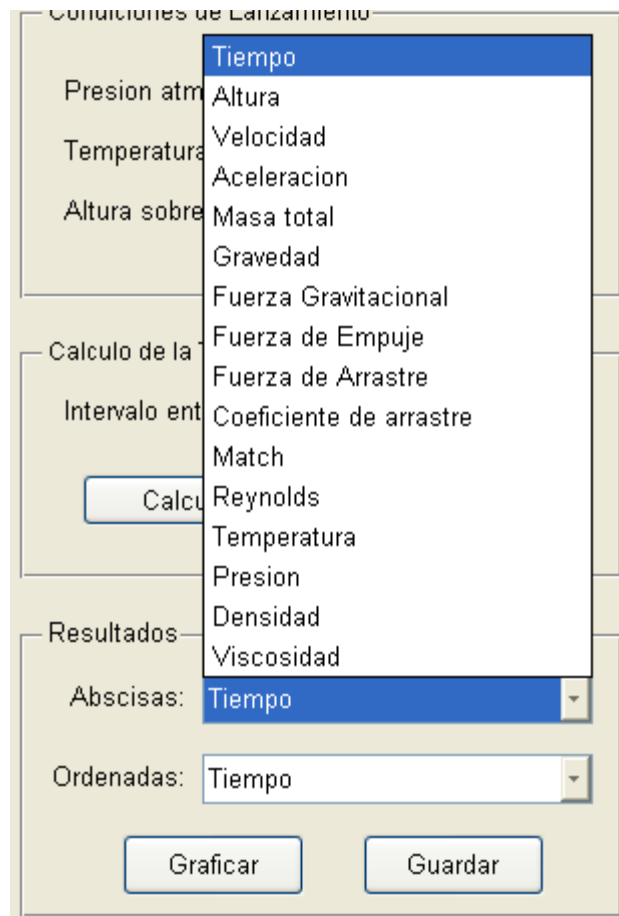 Condiciones de Lanzamiento
Tiempo
Presion atm
Altura
Velocidad
Temperatura
Aceleracion
Altura sobre
Masa total
Gravedad
Fuerza Gravitacional
Fuerza de Empuje
Calculo de la
Fuerza de Arrastre
Intervalo ent
Coeficiente de arrastre
Match
Calcu
Reynolds
Temperatura
Presion
Densidad
Resultados
Viscosidad
Abscisas: Tiempo
Ordenadas: Tiempo
Graficar Guardar